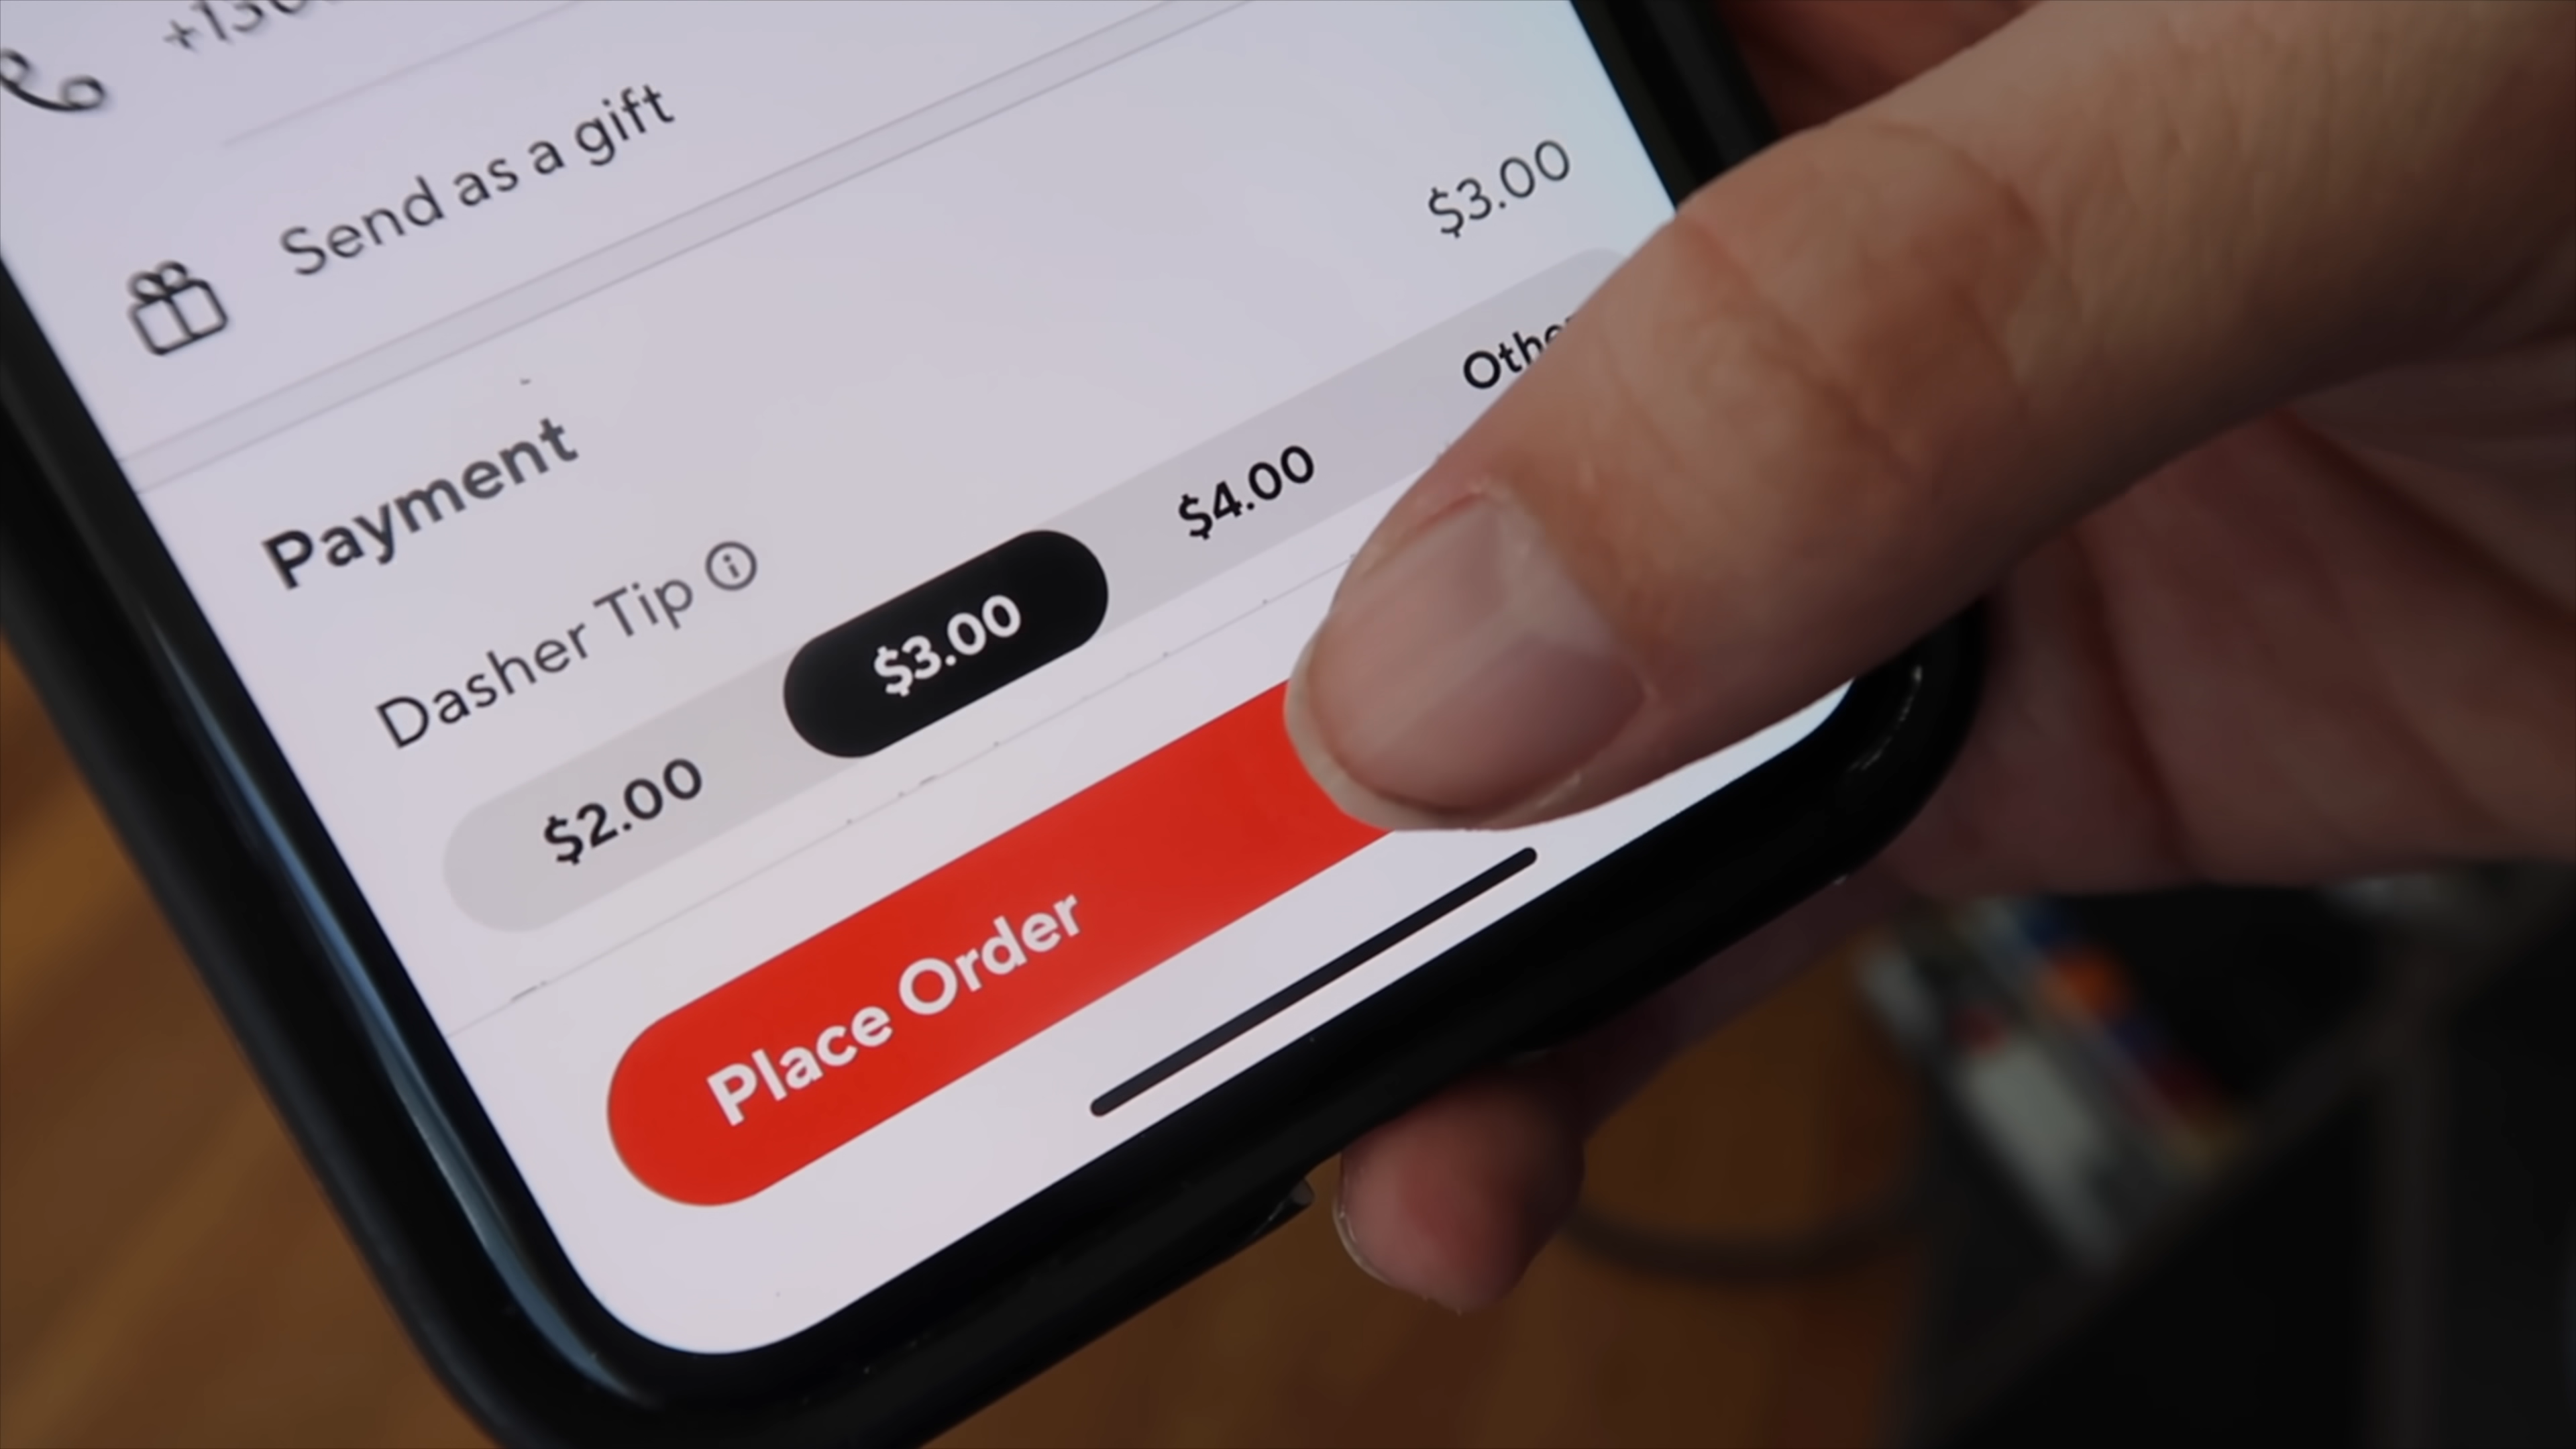 Send as a gift
Payment
Dasher Tip
$3.00
$2.00 $3.00 $4.00
Place Order